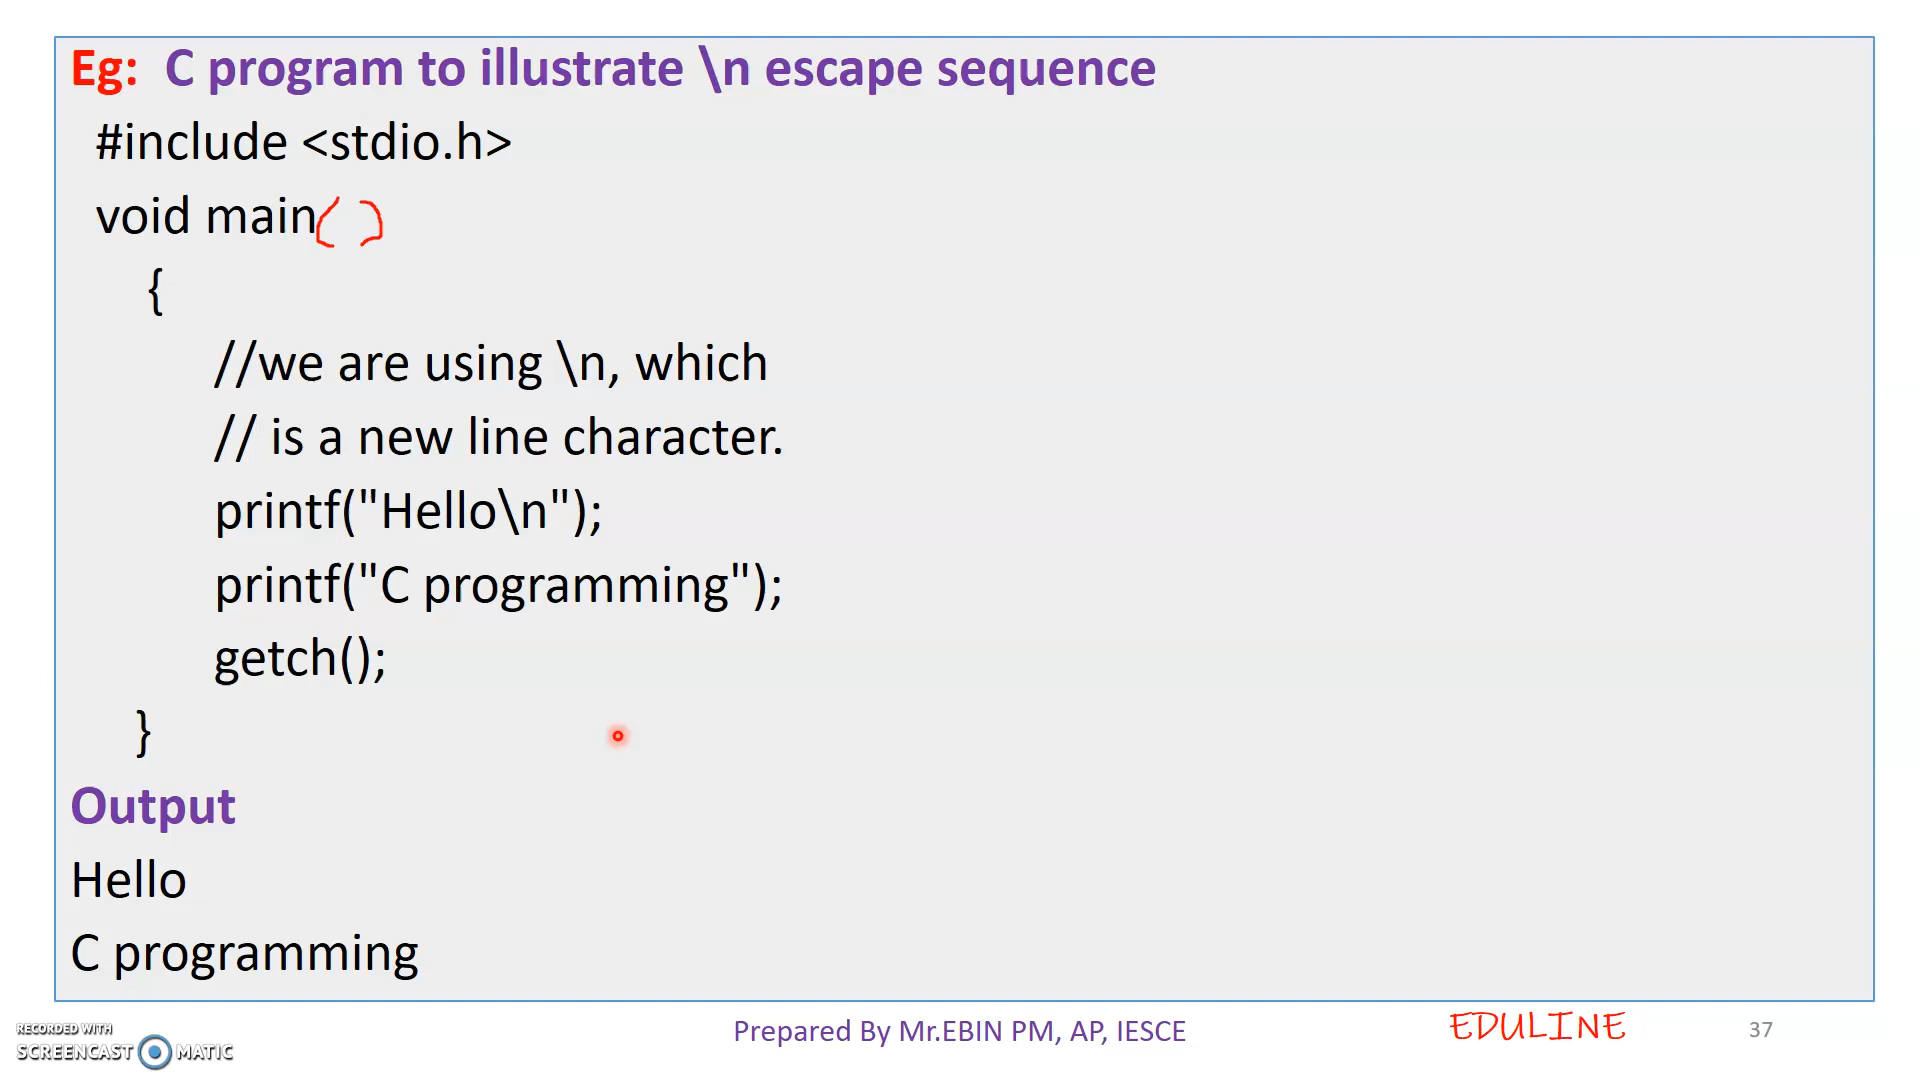 Eg: C program to illustrate \n escape sequence
#include <stdio.h>
void main( )
{
//we are using \n, which
// is a new line character.
printf("Hello\n");
printf("C programming");
getch();
}
Output
Hello
C programming
RECORDED WITH
SCREENCAST MATIC
Prepared By Mr.EBIN PM, AP, IESCE
EDULINE
37